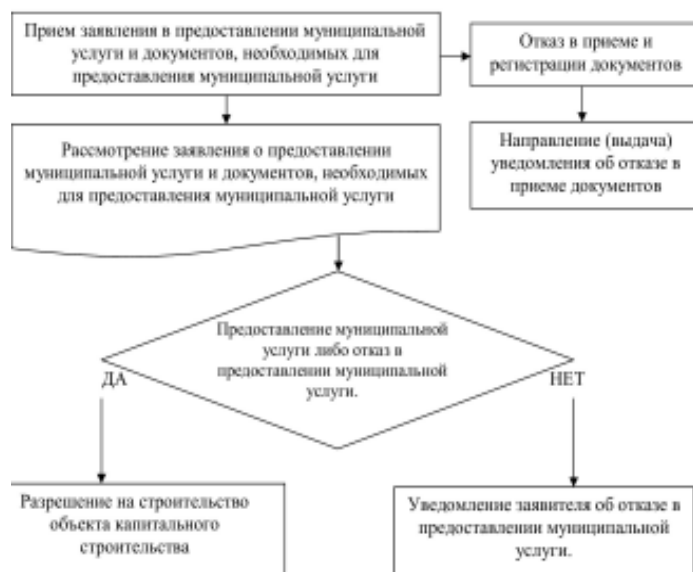 Прием заявления в предоставлении муниципальной
услуги и документов, необходимых для
предоставления муниципальной услуги
Отказ в приеме и
регистрации документов
Рассмотрение заявления о предоставлении
муниципальной услуги и документов, необходимых
для предоставления муниципальной услуги
Направление (выдача)
уведомления об отказе в
приеме документов
Предоставление муниципальной
услуги либо отказ в
предоставлении муниципальной
услуги.
ДА
НЕТ
Разрешение на строительство
объекта капитального
строительства
Уведомление заявителя об отказе в
предоставлении муниципальной
услуги.